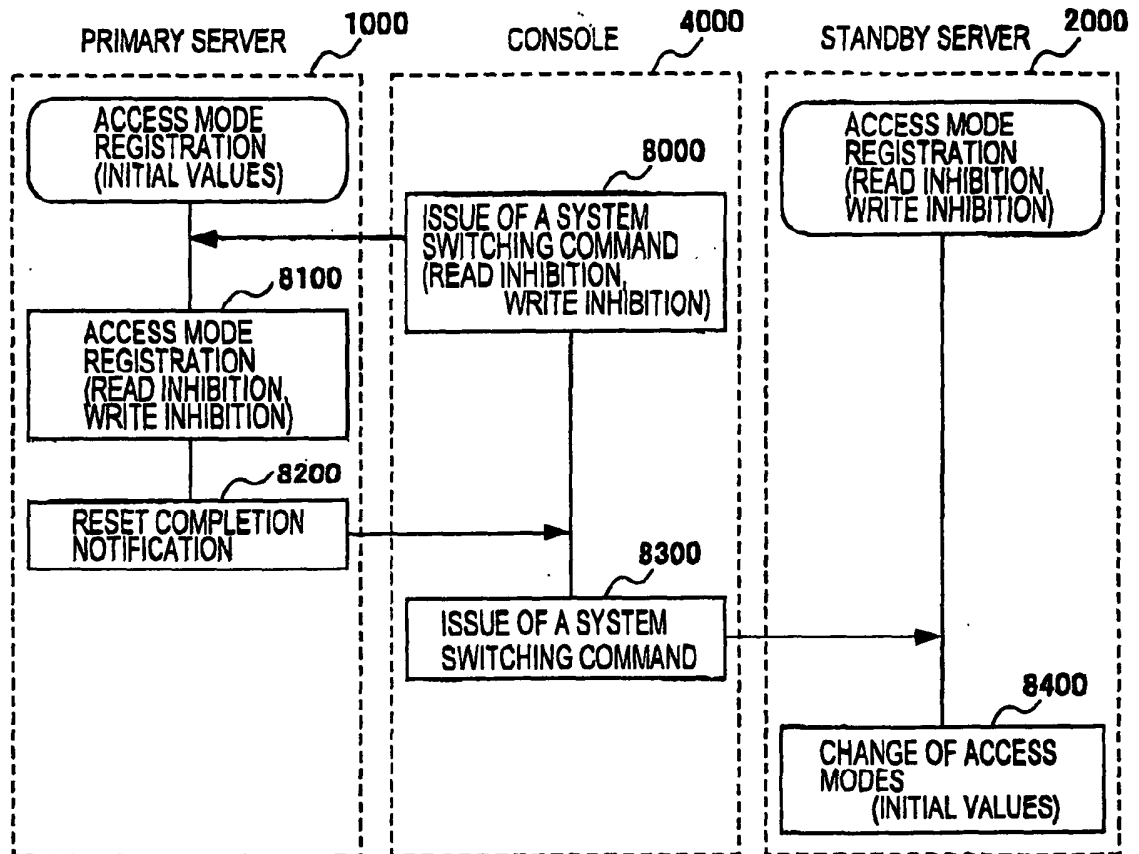 PRIMARY SERVER
1000
CONSOLE
4000
STANDBY SERVER
2000
ACCESS MODE
REGISTRATION
(INITIAL VALUES)
ACCESS MODE
REGISTRATION
(READ INHIBITION,
WRITE INHIBITION)
8000
ISSUE OF A SYSTEM
SWITCHING COMMAND
(READ INHIBITION,
WRITE INHIBITION)
8100
ACCESS MODE
REGISTRATION
(READ INHIBITION,
WRITE INHIBITION)
8200
RESET COMPLETION
NOTIFICATION
8300
ISSUE OF A SYSTEM
SWITCHING COMMAND
8400
CHANGE OF ACCESS
MODES
(INITIAL VALUES)